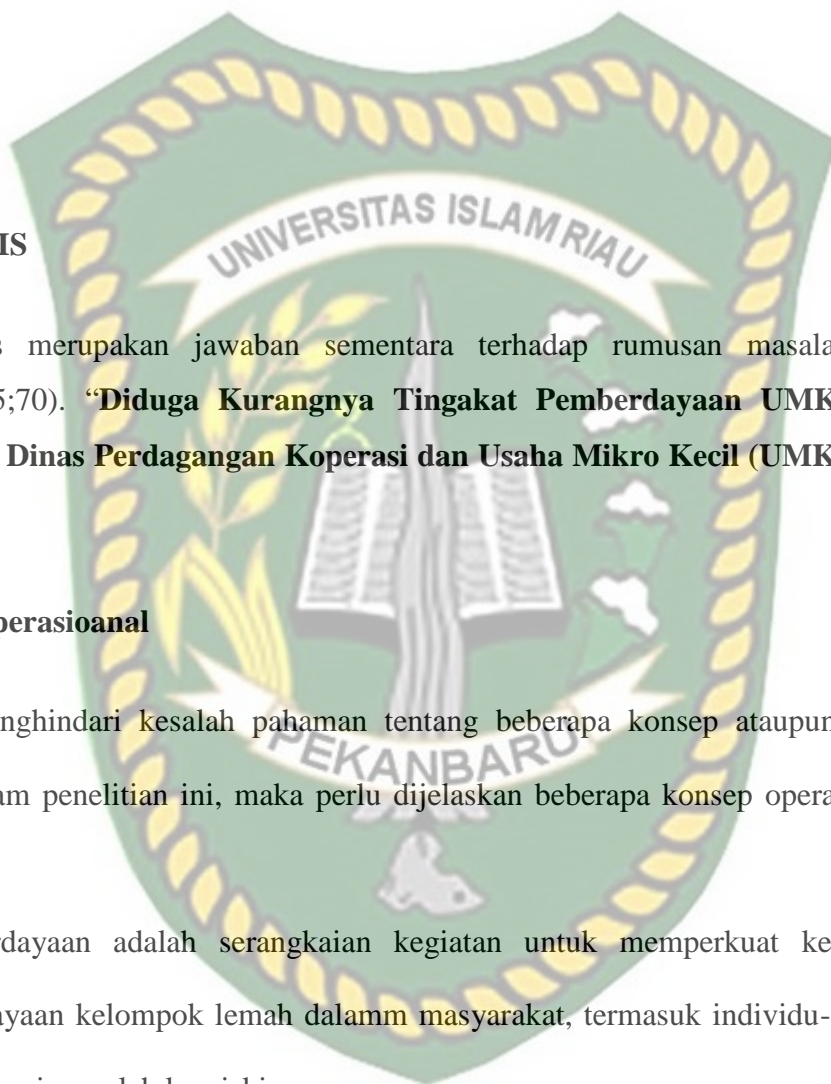 UNIVERSITAS ISLAM RIAU
IS
s merupakan jawaban sementara terhadap rumusan masala
5;70). “Diduga Kurangnya Tingakat Pemberdayaan UMK
Dinas Perdagangan Koperasi dan Usaha Mikro Kecil (UMK
perasioanal
nghindari kesalah pahaman tentang beberapa konsep ataupun
PEKANBARU
am penelitian ini, maka perlu dijelaskan beberapa konsep opera
rdayaan adalah serangkaian kegiatan untuk memperkuat ke
ayaan kelompok lemah dalamm masyarakat, termasuk individu-